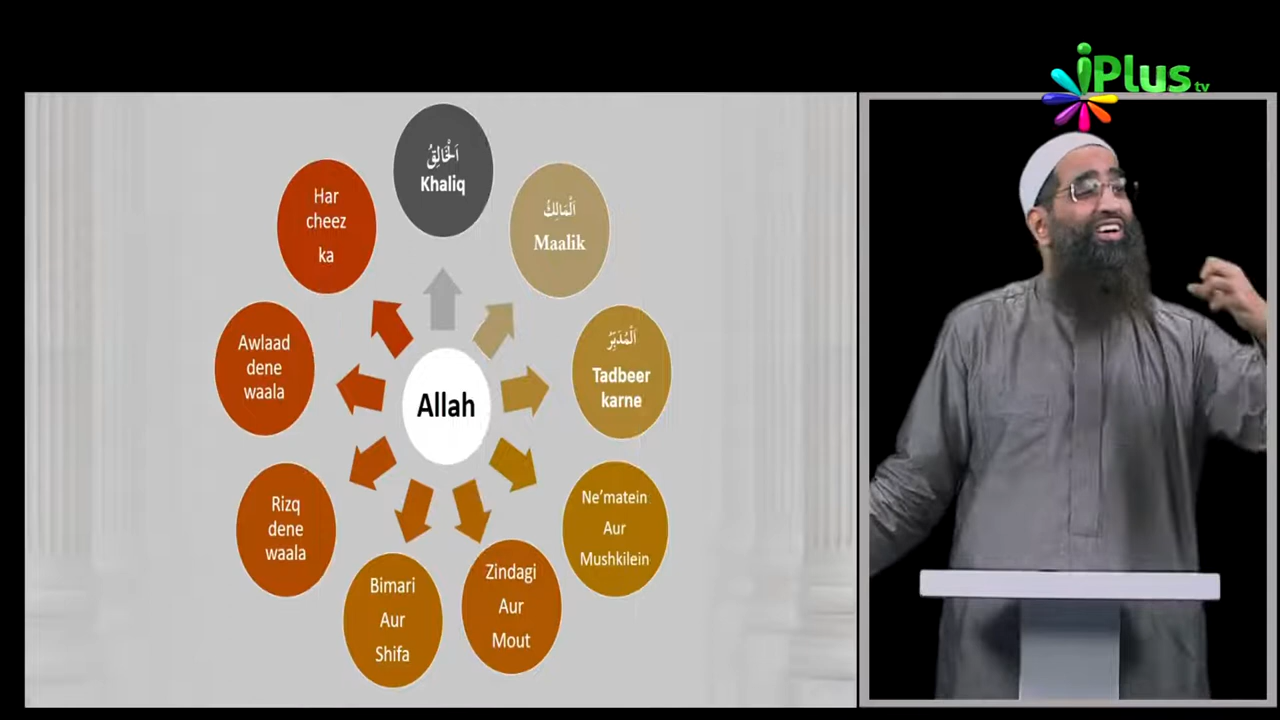 iPlus tv
اَلْخَالِقُ
Khaliq
اَلْمَالِكُ
Maalik
اَلْمُدَبِّرُ
Tadbeer
karne
Ne'matein
Aur
Mushkilein
Zindagi
Aur
Mout
Bimari
Aur
Shifa
Rizq
dene
waala
Awlaad
dene
waala
Har
cheez
ka
Allah